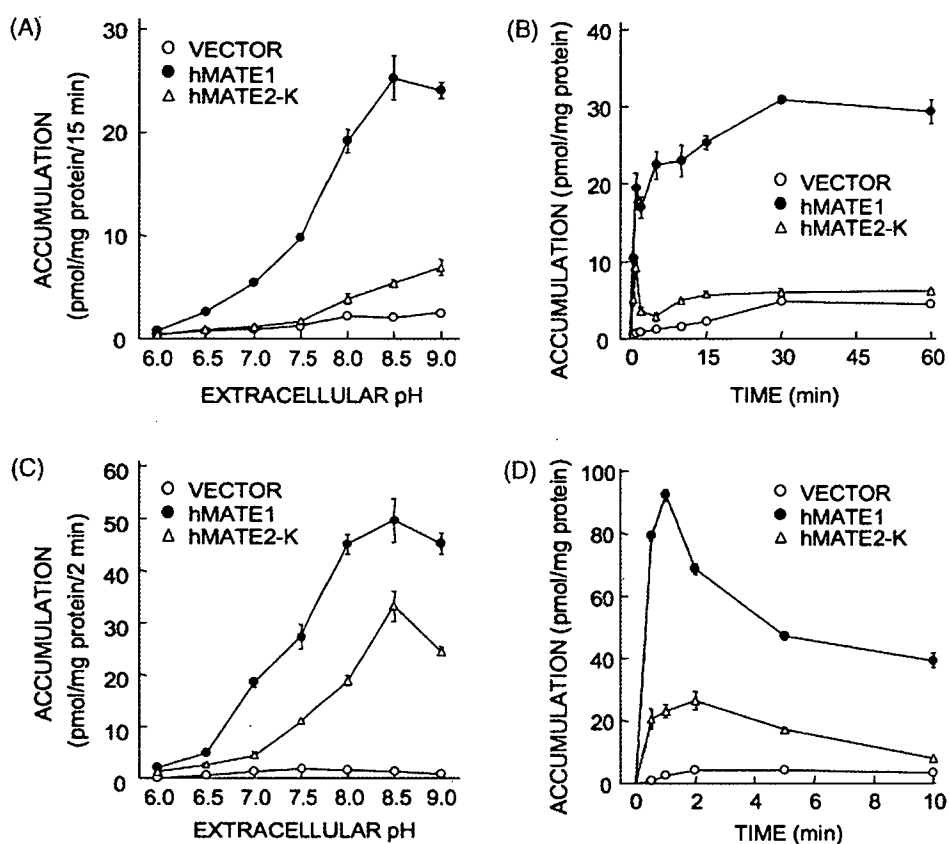 (A)
VECTOR
hMATE1
hMATE2-K
ACCUMULATION
(pmol/mg protein/15 min)
30
20
10
0
6.0 6.5 7.0 7.5 8.0 8.5 9.0
EXTRACELLULAR pH
(B)
VECTOR
hMATE1
hMATE2-K
ACCUMULATION (pmol/mg protein)
40
30
20
10
0
0 15 30 45 60
TIME (min)
(C)
VECTOR
hMATE1
hMATE2-K
ACCUMULATION
(pmol/mg protein/2 min)
60
50
40
30
20
10
0
6.0 6.5 7.0 7.5 8.0 8.5 9.0
EXTRACELLULAR pH
(D)
VECTOR
hMATE1
hMATE2-K
ACCUMULATION (pmol/mg protein)
100
80
60
40
20
0
0 2 4 6 8 10
TIME (min)